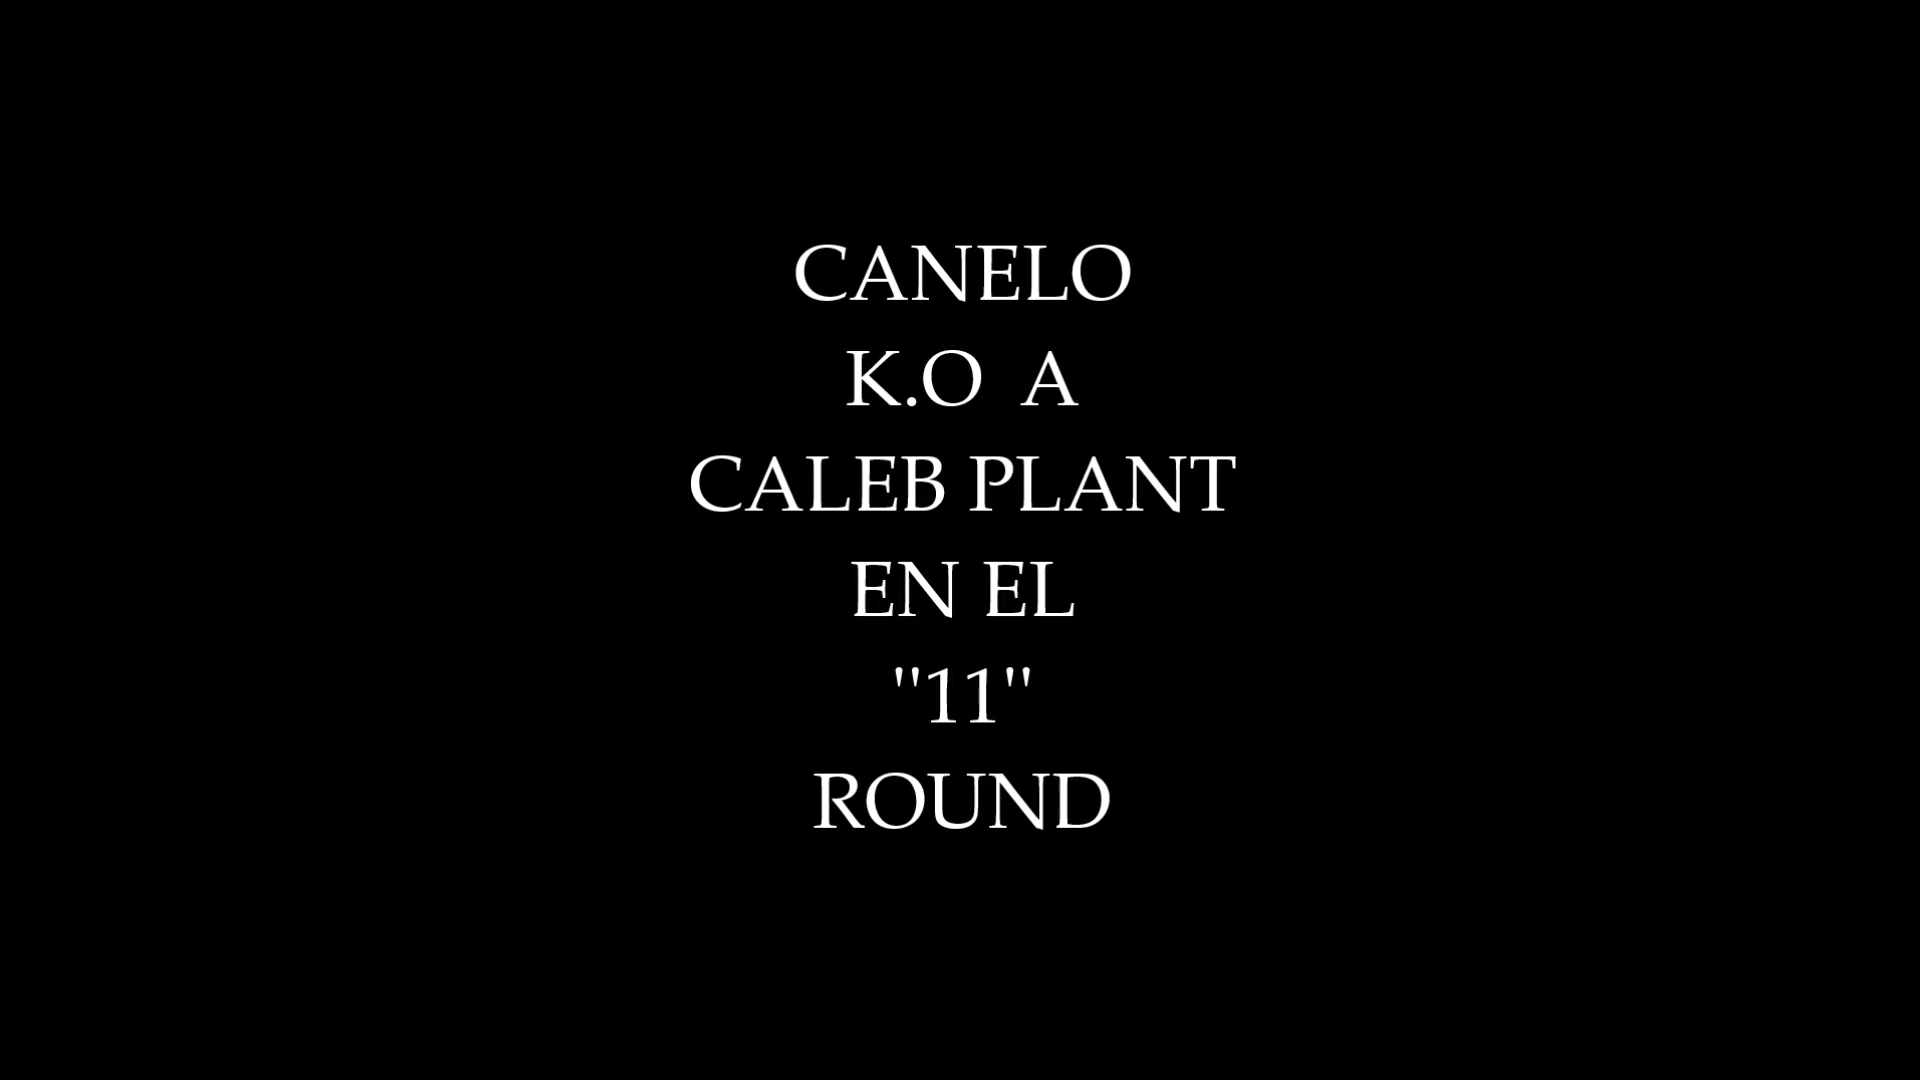 CANELO
K.O A
CALEB PLANT
EN EL
"11"
ROUND